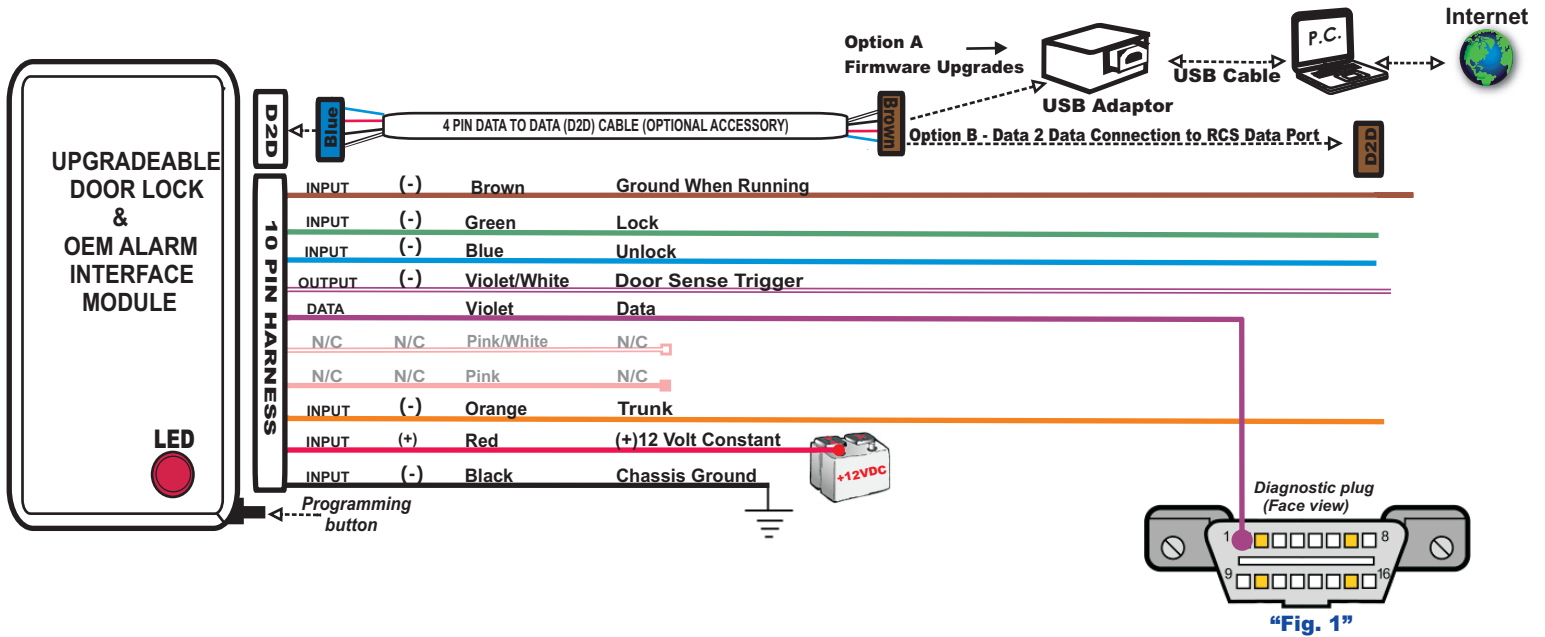 UPGRADEABLE
DOOR LOCK
&
OEM ALARM
INTERFACE
MODULE
LED
Programming
button
D2D
Blue
4 PIN DATA TO DATA (D2D) CABLE (OPTIONAL ACCESSORY)
Brown
Option A
Firmware Upgrades
USB Adaptor
USB Cable
P.C.
Internet
Option B - Data 2 Data Connection to RCS Data Port
D2D
10 PIN HARNESS
INPUT (-) Brown Ground When Running
INPUT (-) Green Lock
INPUT (-) Blue Unlock
OUTPUT (-) Violet/White Door Sense Trigger
DATA Violet Data
N/C N/C Pink/White N/C
N/C N/C Pink N/C
INPUT (-) Orange Trunk
INPUT (+) Red (+)12 Volt Constant
INPUT (-) Black Chassis Ground
+12VDC
Diagnostic plug
(Face view)
1 8
9 16
“Fig. 1”